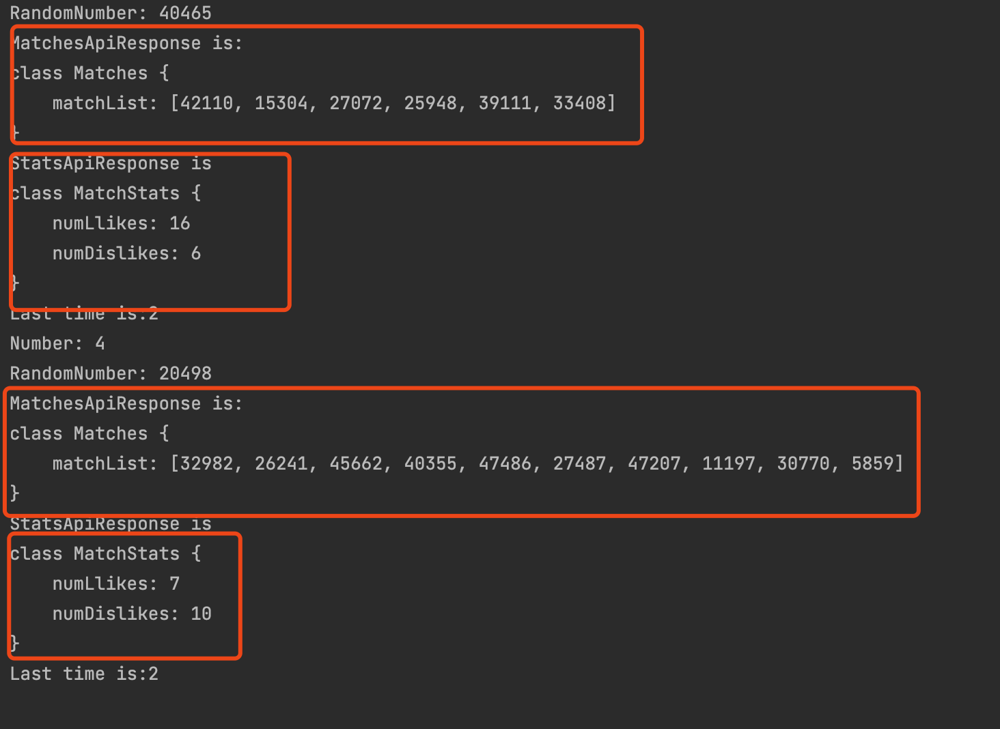 RandomNumber: 40465
MatchesApiResponse is:
class Matches {
    matchList: [42110, 15304, 27072, 25948, 39111, 33408]
}
StatsApiResponse is
class MatchStats {
    numLlikes: 16
    numDislikes: 6
}
Last time is:2
Number: 4
RandomNumber: 20498
MatchesApiResponse is:
class Matches {
    matchList: [32982, 26241, 45662, 40355, 47486, 27487, 47207, 11197, 30770, 5859]
}
StatsApiResponse is
class MatchStats {
    numLlikes: 7
    numDislikes: 10
}
Last time is:2